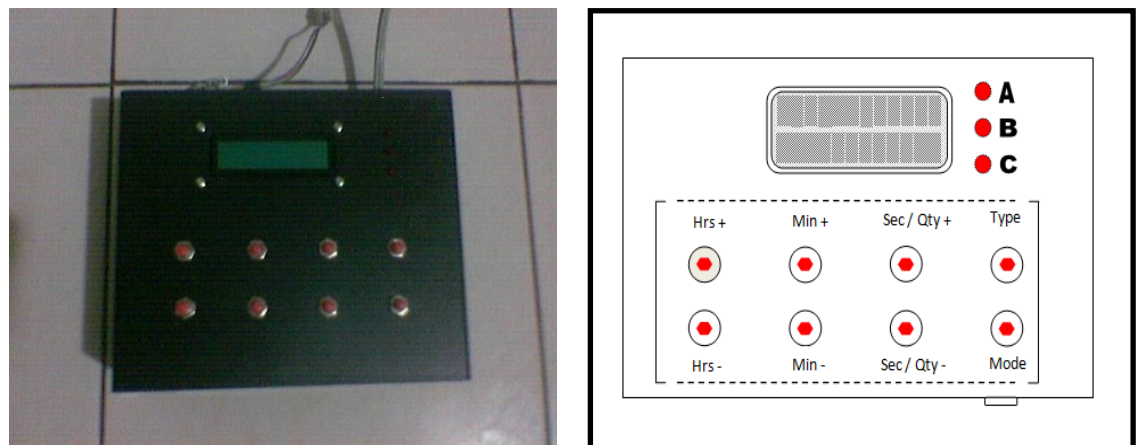 A
B
C
Hrs + Min + Sec / Qty + Type
Hrs - Min - Sec / Qty - Mode